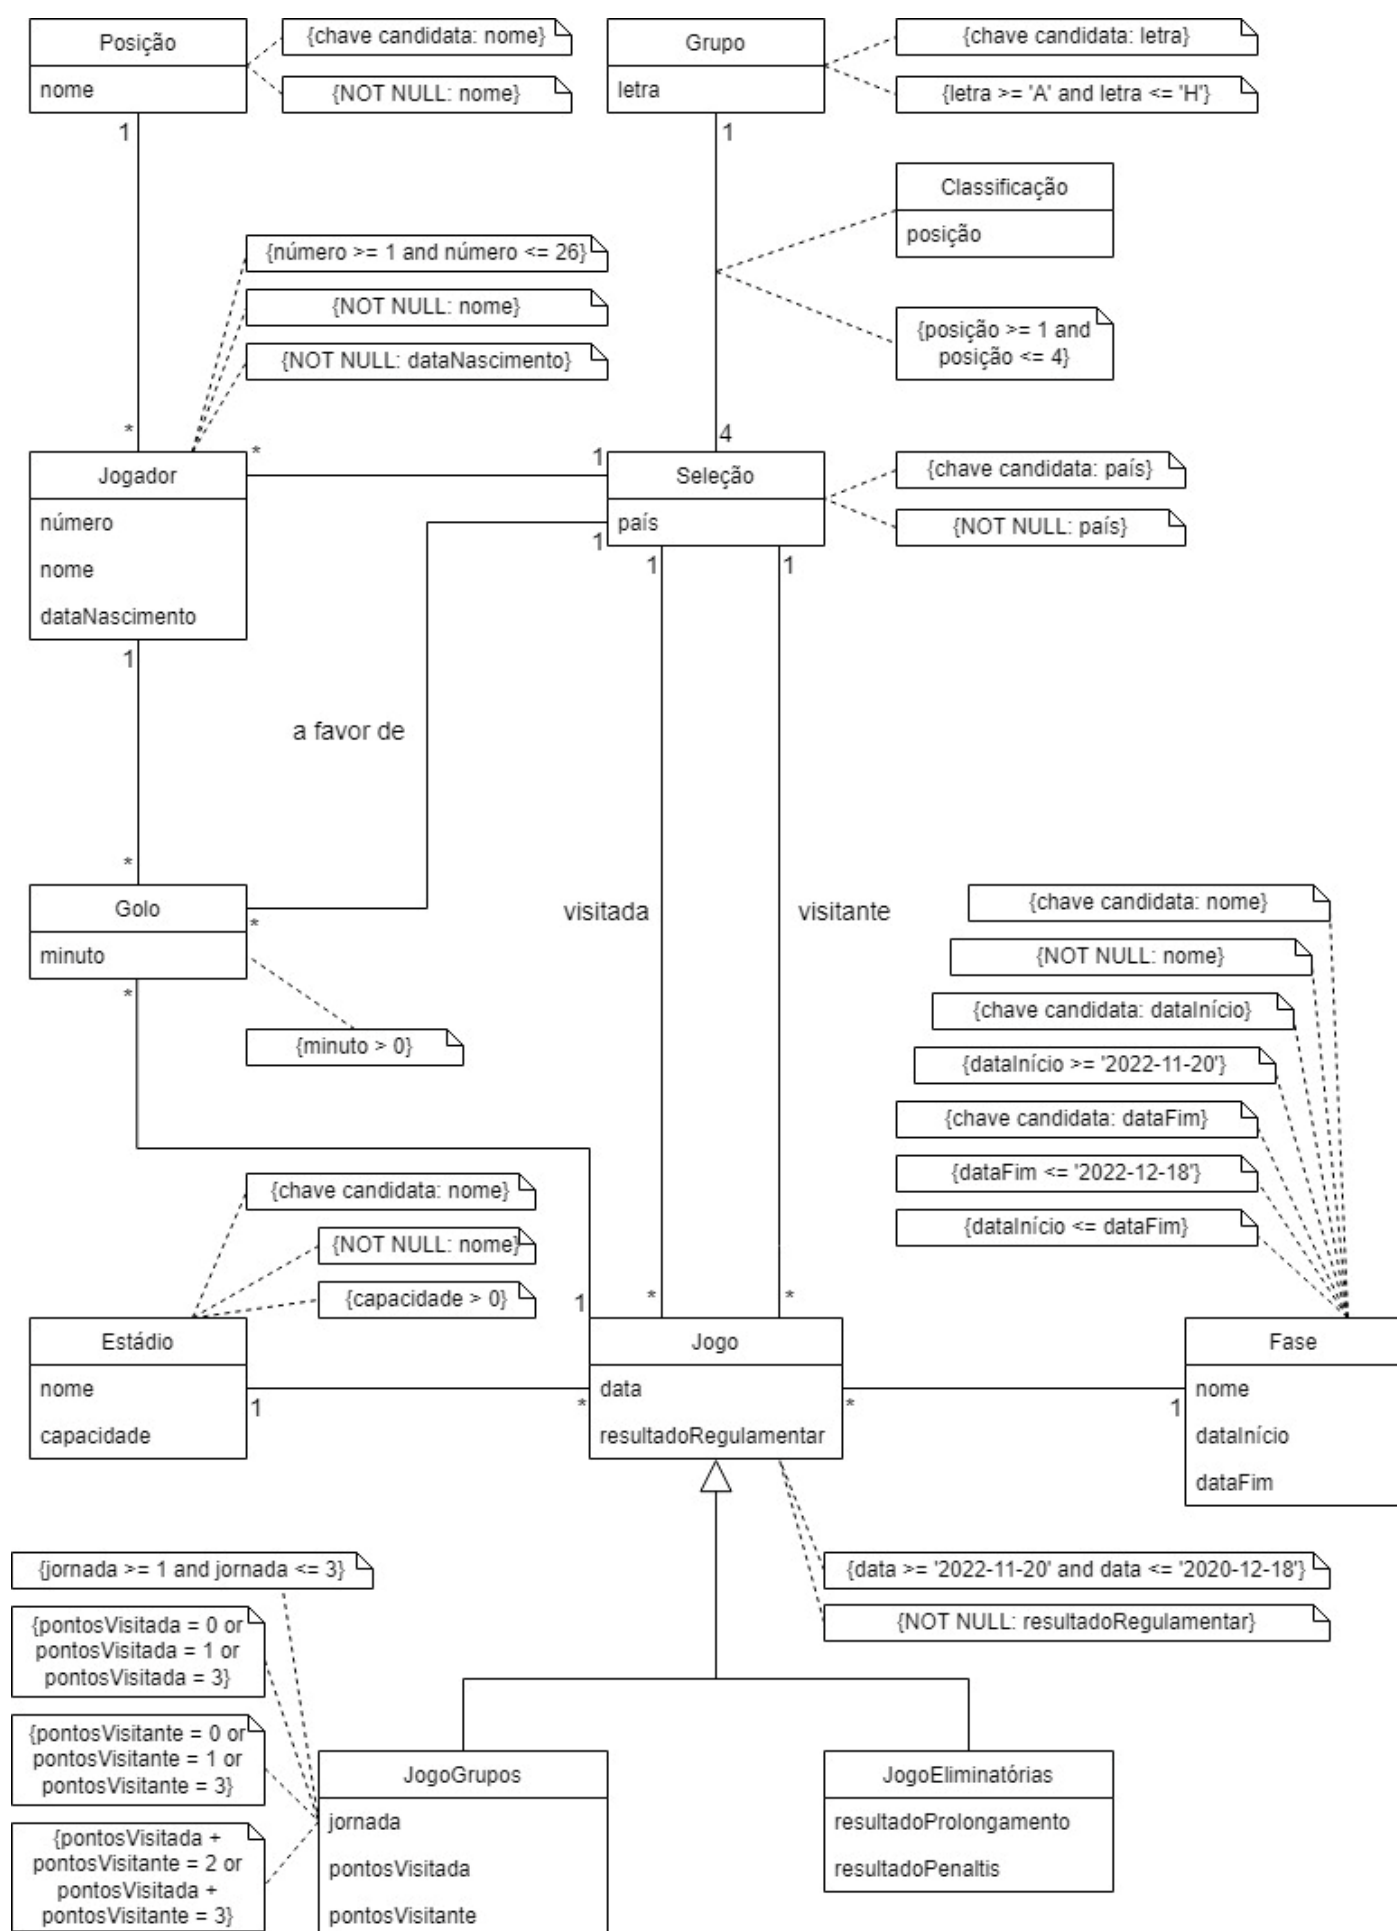 Posição
nome
{chave candidata: nome}
{NOT NULL: nome}
1
Grupo
letra
{chave candidata: letra}
{letra >= 'A' and letra <= 'H'}
1
Classificação
posição
{posição >= 1 and
posição <= 4}
{número >= 1 and número <= 26}
{NOT NULL: nome}
{NOT NULL: dataNascimento}
*
4
Jogador
número
nome
dataNascimento
*
1
Seleção
país
{chave candidata: país}
{NOT NULL: país}
1
1
1
1
a favor de
*
Golo
minuto
*
*
{minuto > 0}
visitada
visitante
{chave candidata: nome}
{NOT NULL: nome}
{chave candidata: dataInício}
{dataInício >= '2022-11-20'}
{chave candidata: dataFim}
{dataFim <= '2022-12-18'}
{dataInício <= dataFim}
{chave candidata: nome}
{NOT NULL: nome}
{capacidade > 0}
1
*
*
Estádio
nome
capacidade
1
*
Jogo
data
resultadoRegulamentar
*
1
Fase
nome
dataInício
dataFim
{data >= '2022-11-20' and data <= '2020-12-18'}
{NOT NULL: resultadoRegulamentar}
{jornada >= 1 and jornada <= 3}
{pontosVisitada = 0 or
pontosVisitada = 1 or
pontosVisitada = 3}
{pontosVisitante = 0 or
pontosVisitante = 1 or
pontosVisitante = 3}
{pontosVisitada +
pontosVisitante = 2 or
pontosVisitada +
pontosVisitante = 3}
JogoGrupos
jornada
pontosVisitada
pontosVisitante
JogoEliminatórias
resultadoProlongamento
resultadoPenaltis